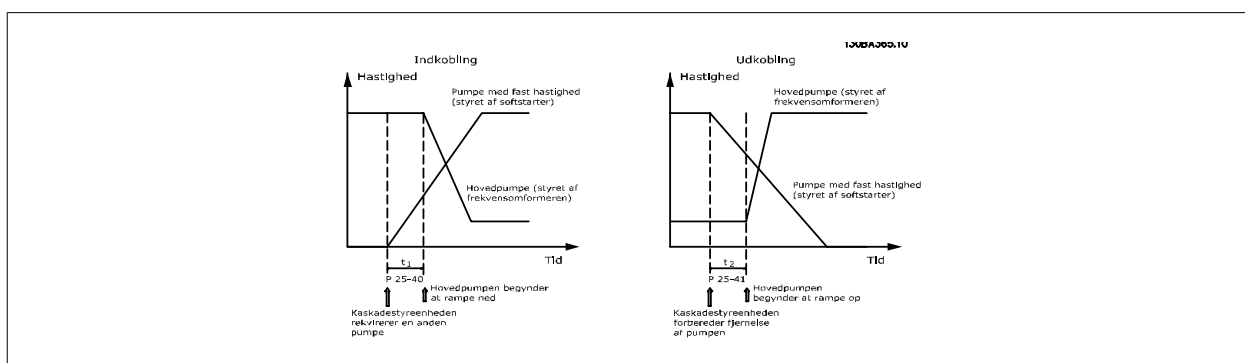 130BA365.10
Indkobling
Hastighed
Pumpe med fast hastighed
(styret af softstarter)
Hovedpumpe (styret af
frekvensomformeren)
Tid
t1
P 25-40
Hovedpumpen begynder
at rampe ned
Kaskadestyreenheden
rekvirerer en anden
pumpe
Udkobling
Hastighed
Hovedpumpe (styret af
frekvensomformeren)
Pumpe med fast hastighed
(styret af softstarter)
Tid
t2
P 25-41
Hovedpumpen
begynder at rampe op
Kaskadestyreenheden
forbereder fjernelse
af pumpen